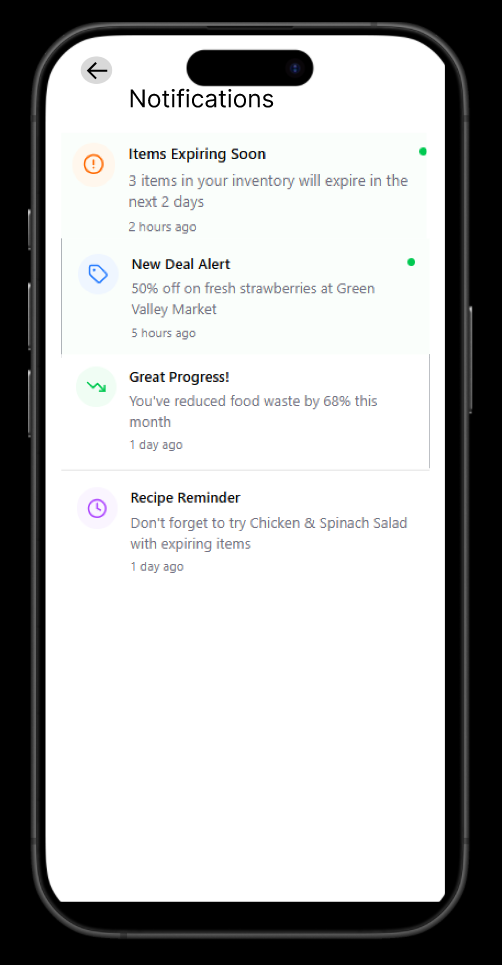 Notifications
Items Expiring Soon
3 items in your inventory will expire in the
next 2 days
2 hours ago
New Deal Alert
50% off on fresh strawberries at Green
Valley Market
5 hours ago
Great Progress!
You've reduced food waste by 68% this
month
1 day ago
Recipe Reminder
Don't forget to try Chicken & Spinach Salad
with expiring items
1 day ago